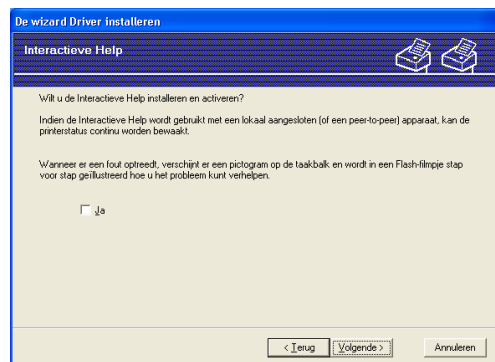 De wizard Driver installeren
Interactieve Help
Wilt u de Interactieve Help installeren en activeren?
Indien de Interactieve Help wordt gebruikt met een lokaal aangesloten (of een peer-to-peer) apparaat, kan de
printerstatus continu worden bewaakt.
Wanneer er een fout optreedt, verschijnt er een pictogram op de taakbalk en wordt in een Flash-filmpje stap
voor stap geïllustreerd hoe u het probleem kunt verhelpen.
Ja
< Terug
Volgende >
Annuleren